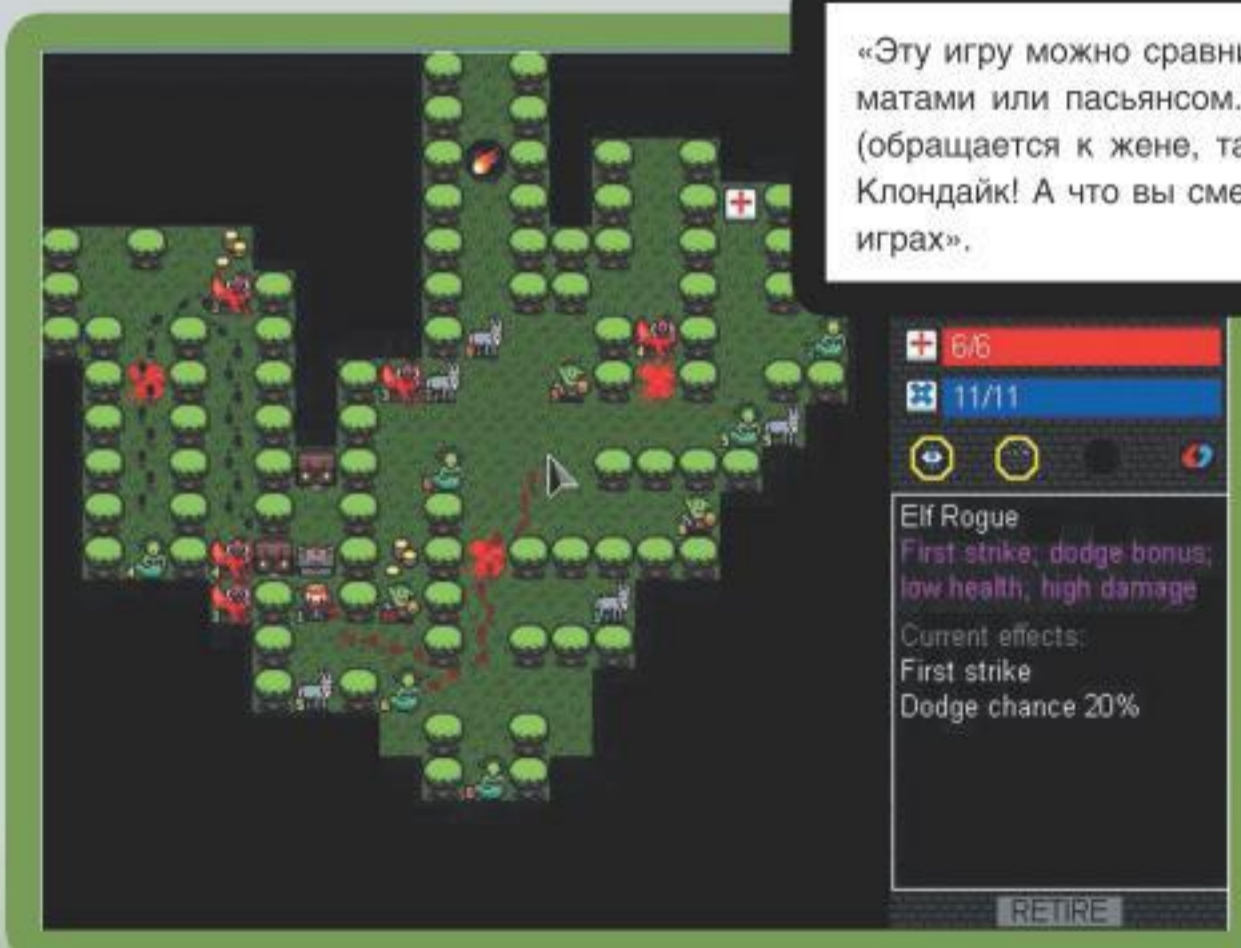 «Эту игру можно сравни
матами или пасьянсом.
(обращается к жене, та
Клондайк! А что вы сме
играх».
6/6
11/11
Elf Rogue
First strike; dodge bonus;
low health, high damage
Current effects:
First strike
Dodge chance 20%
RETIRE